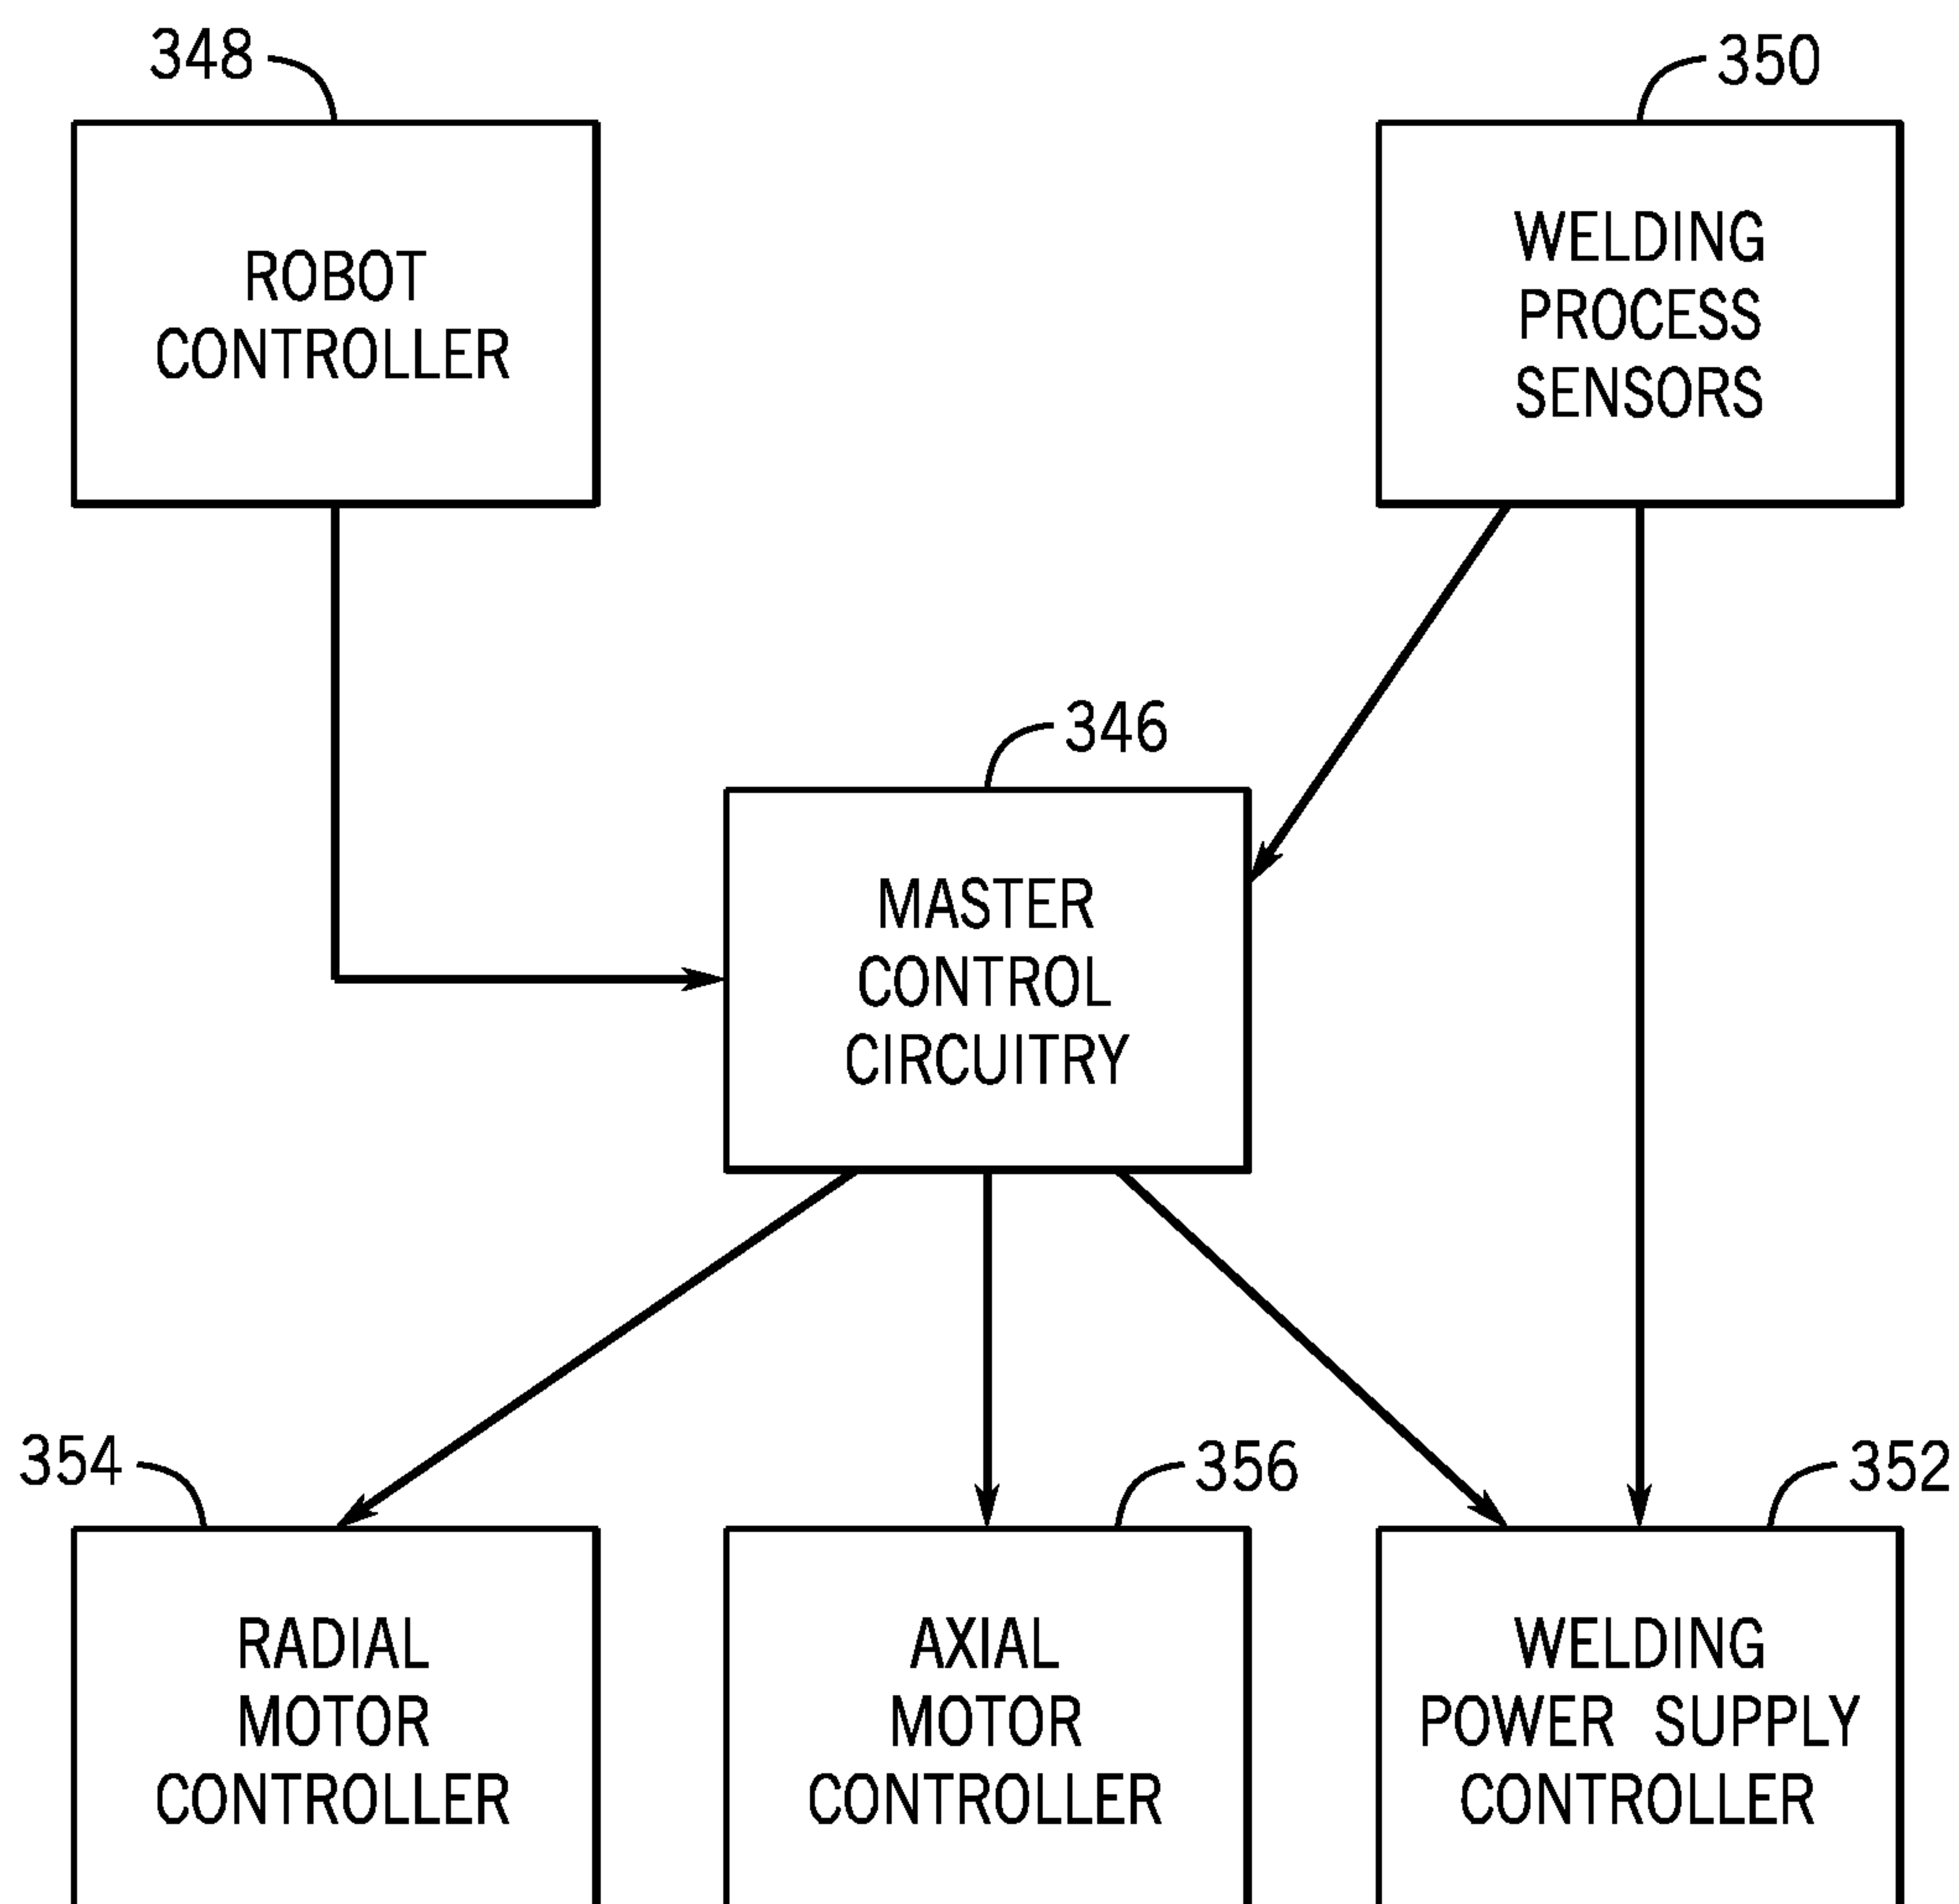 348
350
ROBOT
CONTROLLER
WELDING
PROCESS
SENSORS
346
MASTER
CONTROL
CIRCUITRY
354
356
352
RADIAL
MOTOR
CONTROLLER
AXIAL
MOTOR
CONTROLLER
WELDING
POWER SUPPLY
CONTROLLER